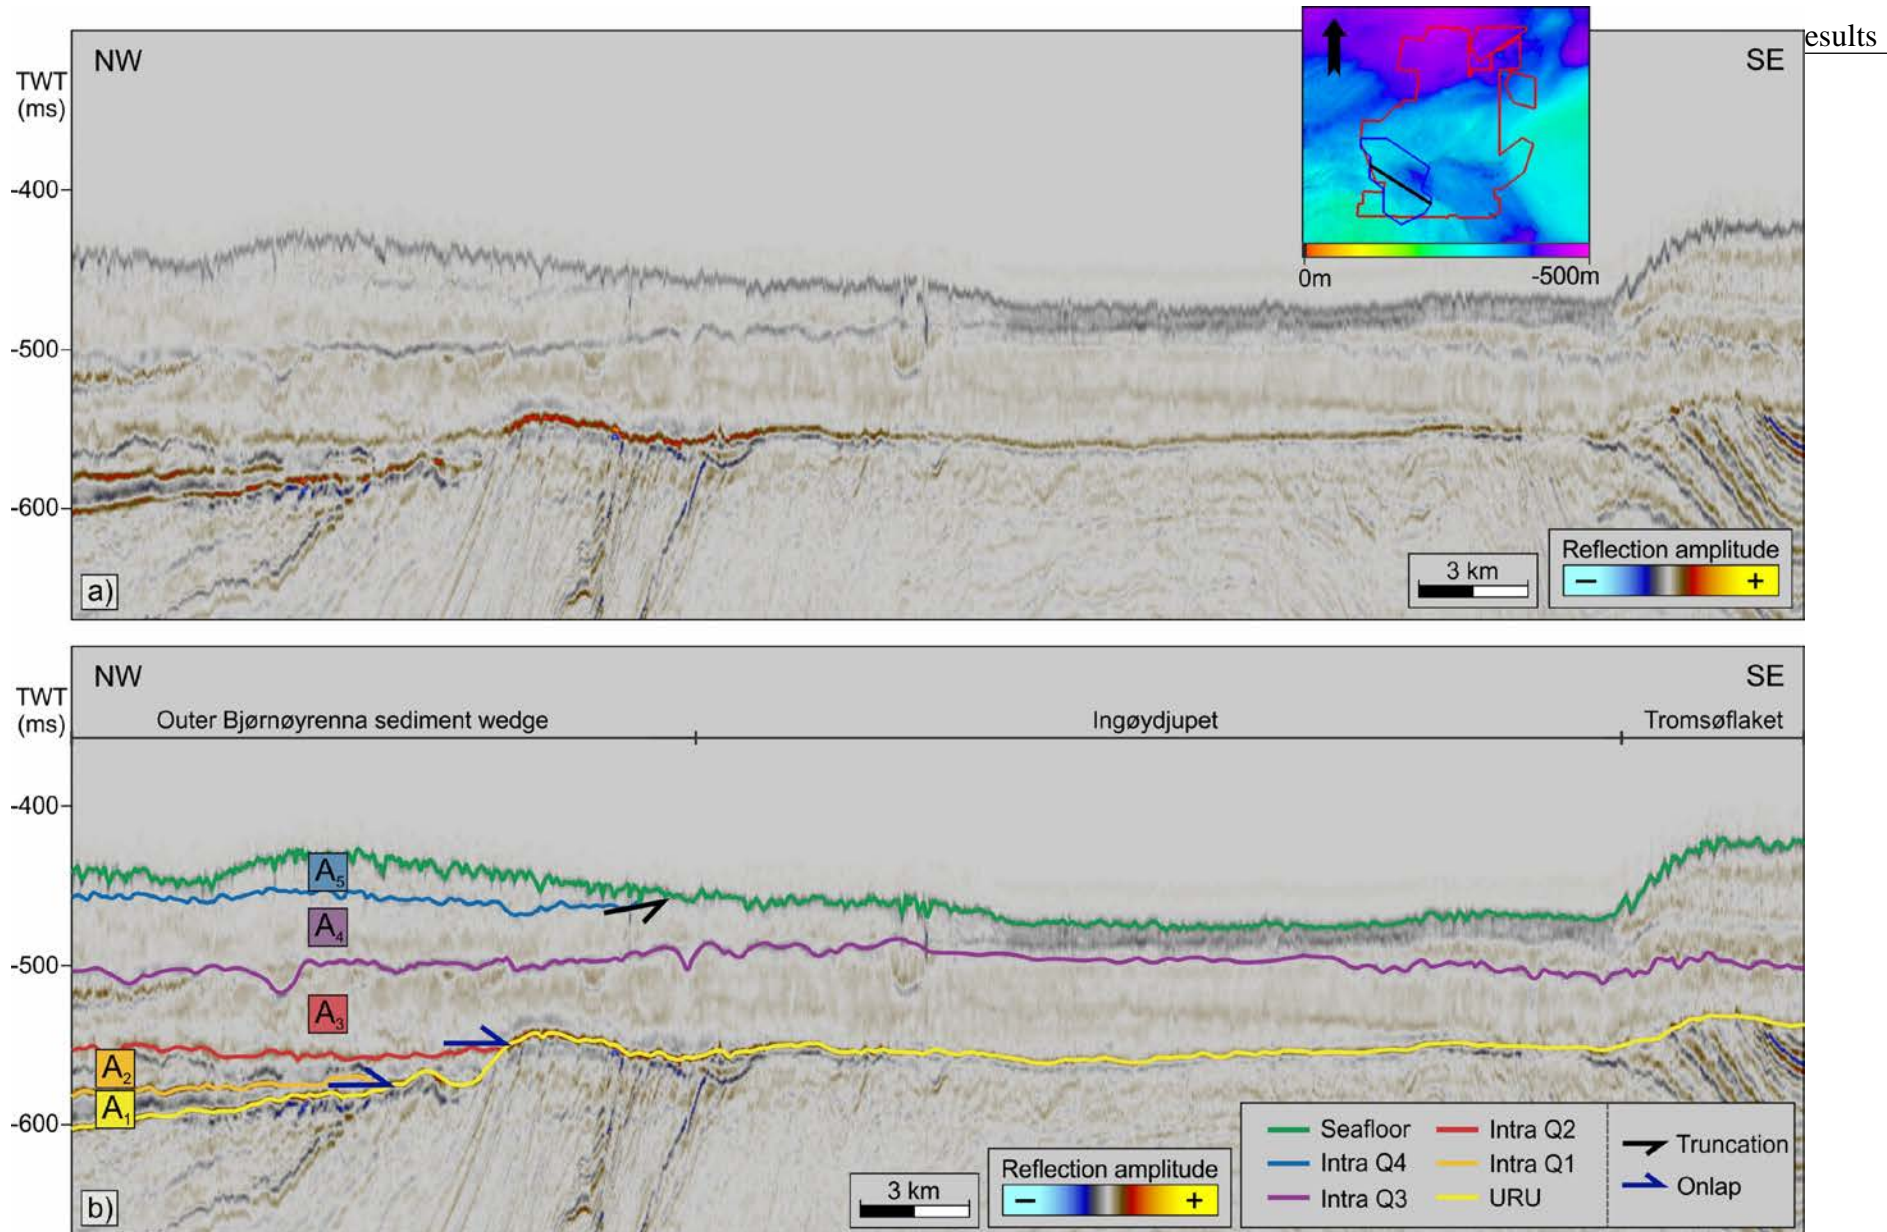 esults
NW
SE
TWT
(ms)
0m
-500m
-400
-500
-600
3 km
Reflection amplitude
− +
a)
NW
SE
TWT
(ms)
Outer Bjørnøyrenna sediment wedge
Ingøydjupet
Tromsøflaket
-400
-500
-600
A5
A4
A3
A2
A1
3 km
Reflection amplitude
− +
Seafloor
Intra Q4
Intra Q3
Intra Q2
Intra Q1
URU
Truncation
Onlap
b)